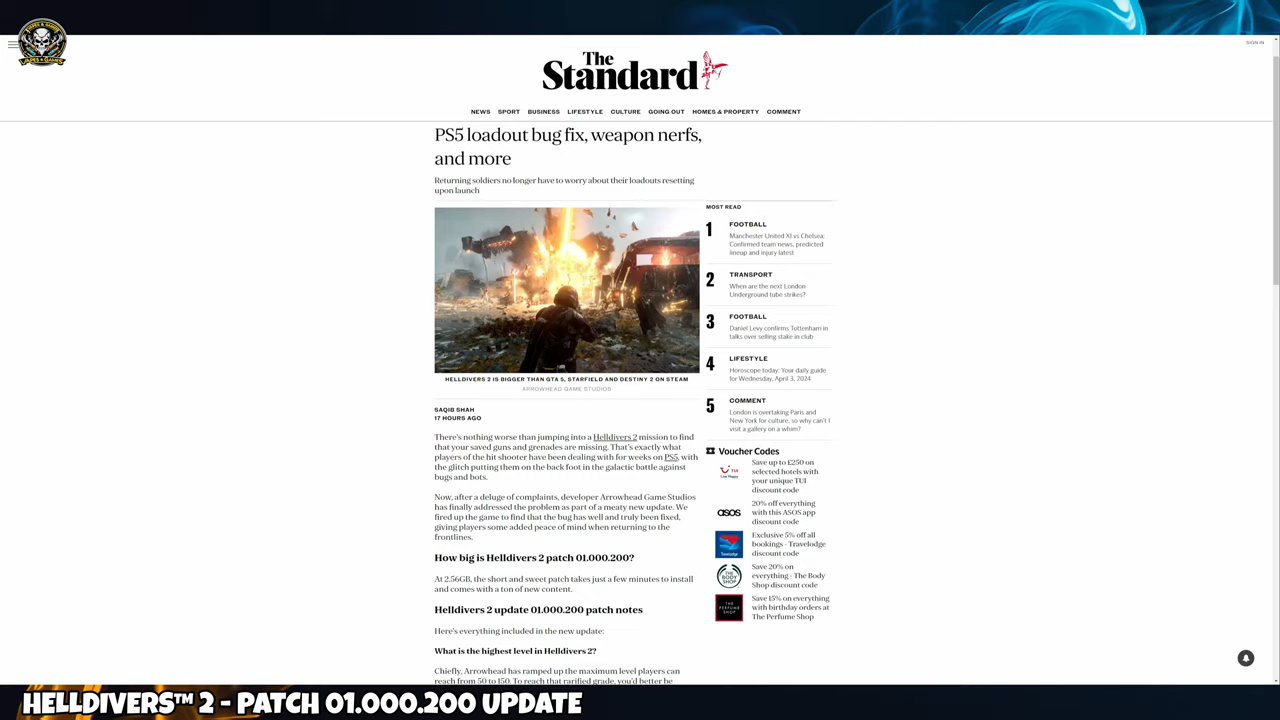 JAPES & GAMES
SIGN IN
The
Standard
NEWS SPORT BUSINESS LIFESTYLE CULTURE GOING OUT HOMES & PROPERTY COMMENT
PS5 loadout bug fix, weapon nerfs,
and more
Returning soldiers no longer have to worry about their loadouts resetting
upon launch
HELLDIVERS 2 IS BIGGER THAN GTA 5, STARFIELD AND DESTINY 2 ON STEAM
ARROWHEAD GAME STUDIOS
SAQIB SHAH
17 HOURS AGO
There's nothing worse than jumping into a Helldivers 2 mission to find
that your saved guns and grenades are missing. That's exactly what
players of the hit shooter have been dealing with for weeks on PS5, with
the glitch putting them on the back foot in the galactic battle against
bugs and bots.
Now, after a deluge of complaints, developer Arrowhead Game Studios
has finally addressed the problem as part of a meaty new update. We
fired up the game to find that the bug has well and truly been fixed,
giving players some added peace of mind when returning to the
frontlines.
How big is Helldivers 2 patch 01.000.200?
At 2.56GB, the short and sweet patch takes just a few minutes to install
and comes with a ton of new content.
Helldivers 2 update 01.000.200 patch notes
Here's everything included in the new update:
What is the highest level in Helldivers 2?
Chiefly, Arrowhead has ramped up the maximum level players can
reach from 50 to 150. To reach that rarified grade, you'd better be
MOST READ
1
FOOTBALL
Manchester United XI vs Chelsea:
Confirmed team news, predicted
lineup and injury latest
2
TRANSPORT
When are the next London
Underground tube strikes?
3
FOOTBALL
Daniel Levy confirms Tottenham in
talks over selling stake in club
4
LIFESTYLE
Horoscope today: Your daily guide
for Wednesday, April 3, 2024
5
COMMENT
London is overtaking Paris and
New York for culture, so why can't I
visit a gallery on a whim?
Voucher Codes
TUI
Live Happy
Save up to £250 on
selected hotels with
your unique TUI
discount code
asos
20% off everything
with this ASOS app
discount code
Travelodge
Exclusive 5% off all
bookings - Travelodge
discount code
THE
BODY
SHOP
Save 20% on
everything - The Body
Shop discount code
THE
PERFUME
SHOP
Save 15% on everything
with birthday orders at
The Perfume Shop
HELLDIVERS™ 2 - PATCH 01.000.200 UPDATE